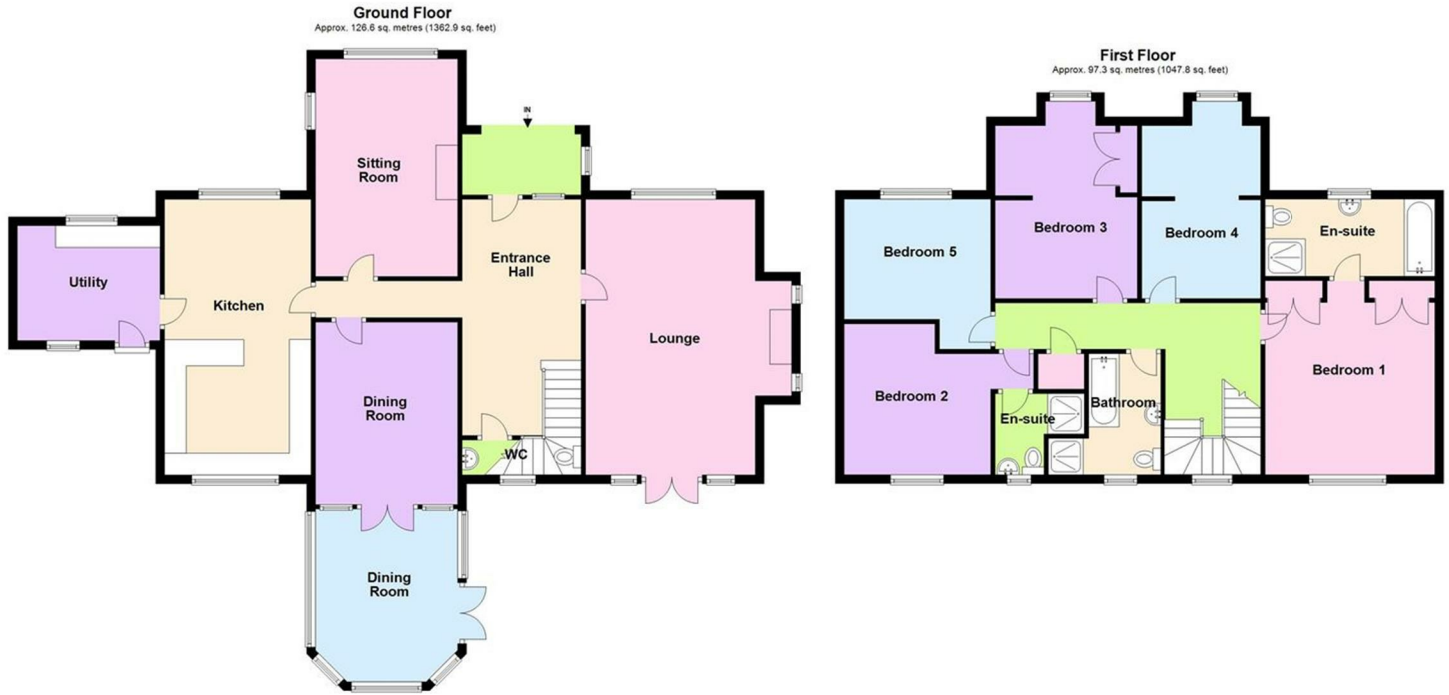 Ground Floor
Approx. 126.6 sq. metres (1362.9 sq. feet)
IN
Sitting
Room
Entrance
Hall
Utility
Kitchen
Lounge
Dining
Room
WC
Dining
Room
First Floor
Approx. 97.3 sq. metres (1047.8 sq. feet)
Bedroom 5
Bedroom 3
Bedroom 4
En-suite
Bedroom 2
En-suite
Bathroom
Bedroom 1